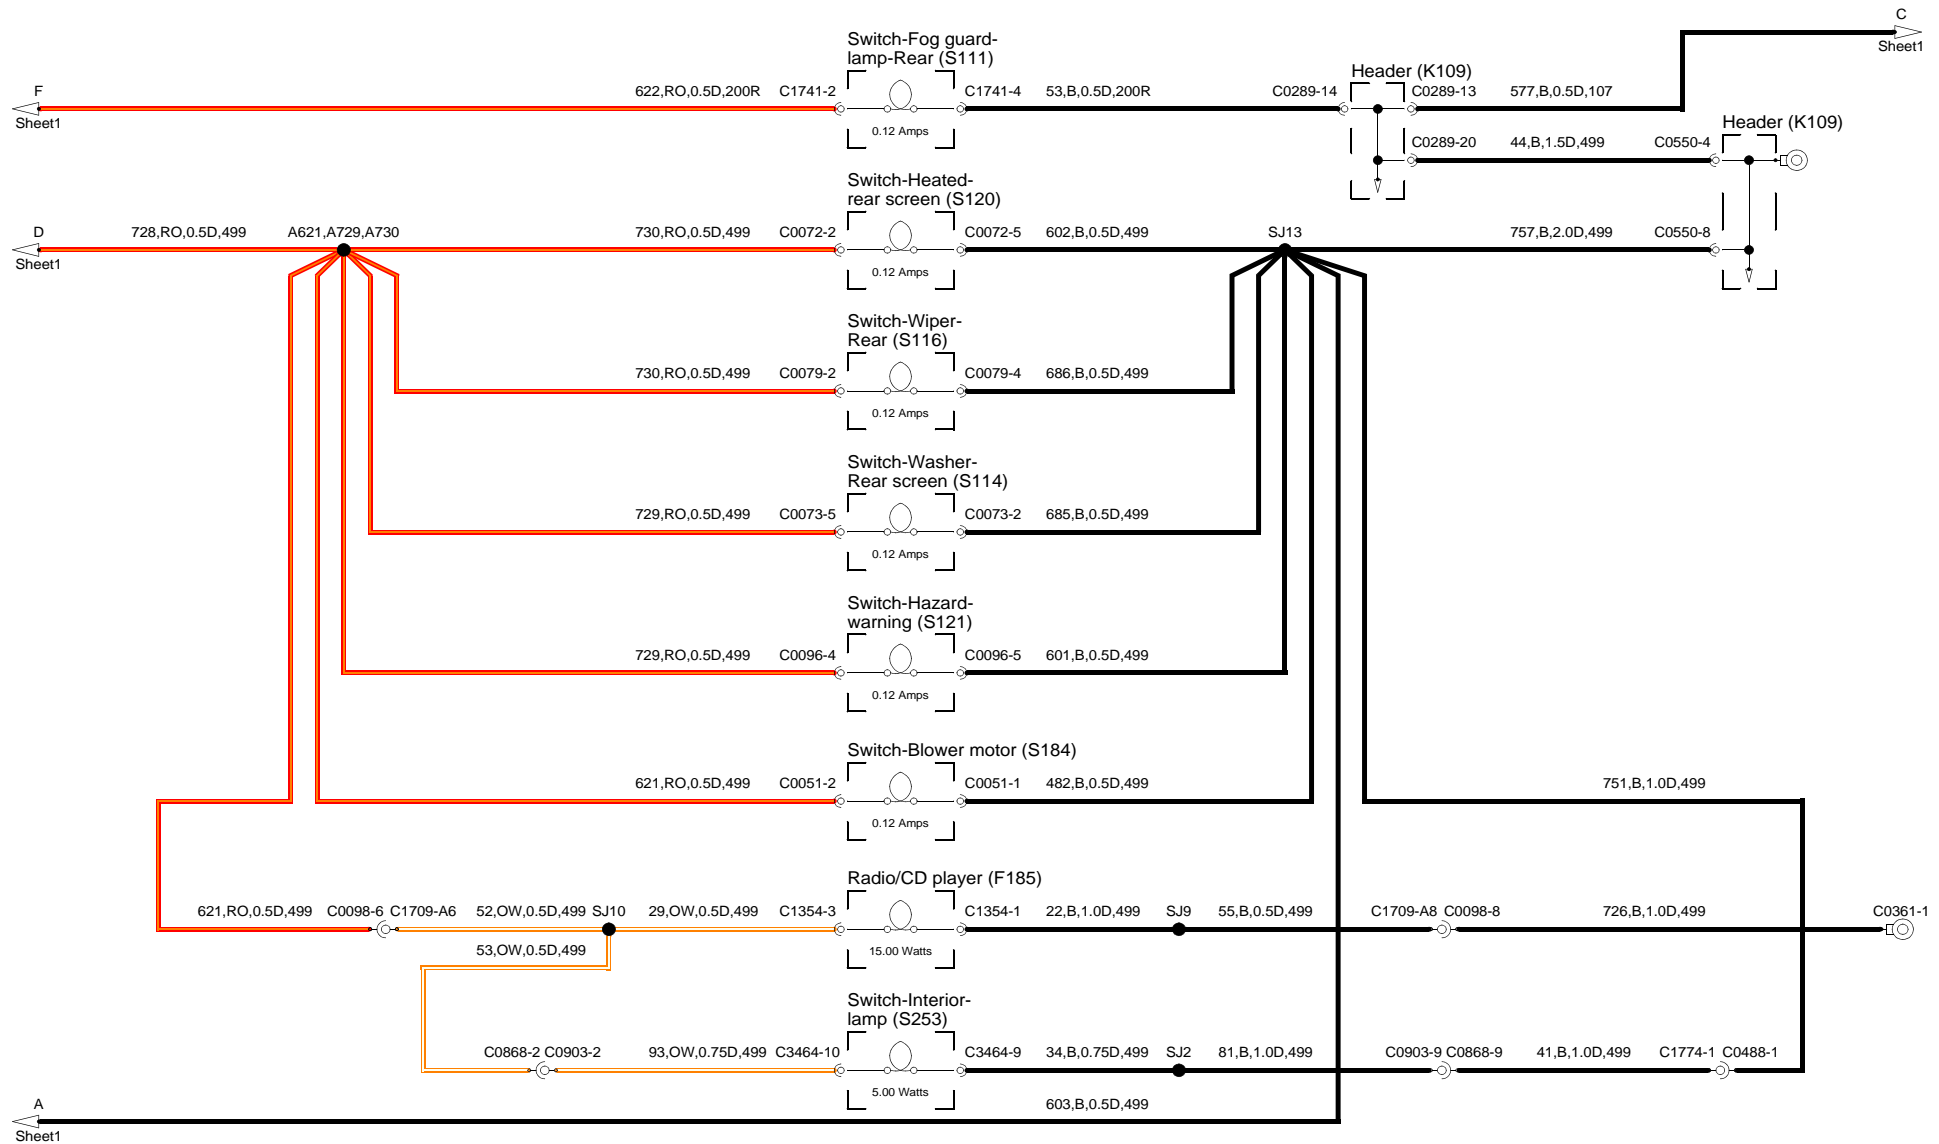 C
Sheet1
Switch-Fog guard-
lamp-Rear (S111)
Header (K109)
F
622,RO,0.5D,200R C1741-2
C1741-4 53,B,0.5D,200R
C0289-14
C0289-13 577,B,0.5D,107
Sheet1
0.12 Amps
Header (K109)
C0289-20 44,B,1.5D,499 C0550-4
Switch-Heated-
rear screen (S120)
D
728,RO,0.5D,499 A621,A729,A730
730,RO,0.5D,499 C0072-2
C0072-5 602,B,0.5D,499
SJ13
757,B,2.0D,499 C0550-8
Sheet1
0.12 Amps
Switch-Wiper-
Rear (S116)
730,RO,0.5D,499 C0079-2
C0079-4 686,B,0.5D,499
0.12 Amps
Switch-Washer-
Rear screen (S114)
729,RO,0.5D,499 C0073-5
C0073-2 685,B,0.5D,499
0.12 Amps
Switch-Hazard-
warning (S121)
729,RO,0.5D,499 C0096-4
C0096-5 601,B,0.5D,499
0.12 Amps
Switch-Blower motor (S184)
621,RO,0.5D,499 C0051-2
C0051-1 482,B,0.5D,499
751,B,1.0D,499
0.12 Amps
Radio/CD player (F185)
621,RO,0.5D,499 C0098-6 C1709-A6 52,OW,0.5D,499 SJ10 29,OW,0.5D,499 C1354-3
C1354-1 22,B,1.0D,499 SJ9 55,B,0.5D,499 C1709-A8 C0098-8 726,B,1.0D,499 C0361-1
53,OW,0.5D,499
15.00 Watts
Switch-Interior-
lamp (S253)
C0868-2 C0903-2 93,OW,0.75D,499 C3464-10
C3464-9 34,B,0.75D,499 SJ2 81,B,1.0D,499 C0903-9 C0868-9 41,B,1.0D,499 C1774-1 C0488-1
5.00 Watts
A
603,B,0.5D,499
Sheet1